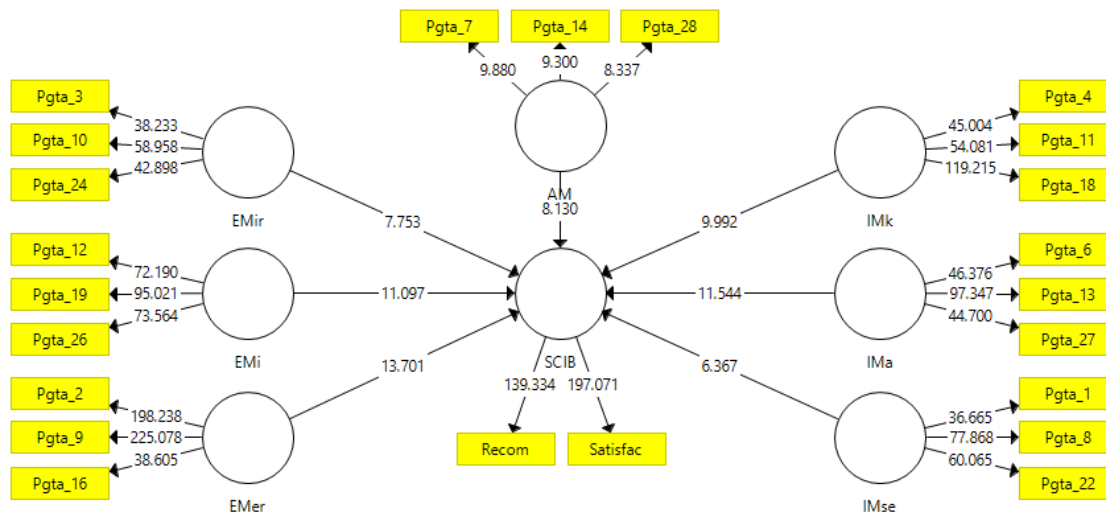 Pgta_7
Pgta_14
Pgta_28
9.880
9.300
8.337
Pgta_3
Pgta_10
Pgta_24
38.233
58.958
42.898
EMir
7.753
AM
8.130
Pgta_4
Pgta_11
Pgta_18
45.004
54.081
119.215
IMk
9.992
Pgta_12
Pgta_19
Pgta_26
72.190
95.021
73.564
EMi
11.097
SCIB
139.334
197.071
Recom
Satisfac
Pgta_6
Pgta_13
Pgta_27
46.376
97.347
44.700
IMa
11.544
Pgta_2
Pgta_9
Pgta_16
198.238
225.078
38.605
EMer
13.701
Pgta_1
Pgta_8
Pgta_22
36.665
77.868
60.065
IMse
6.367